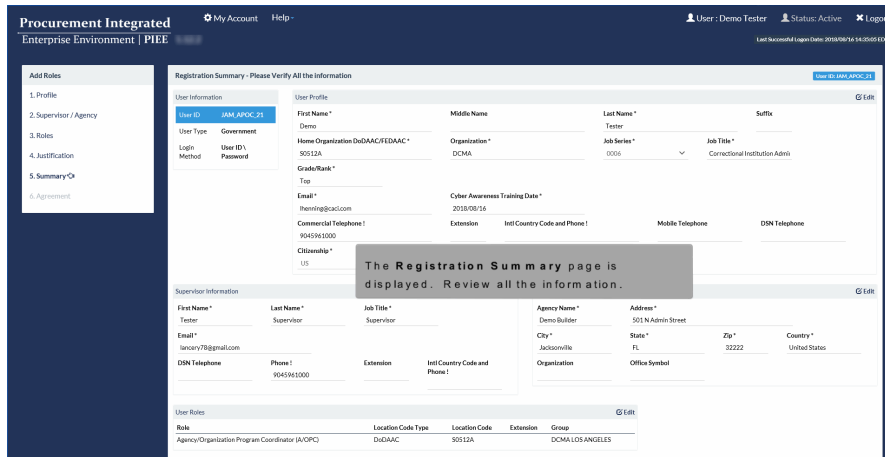 Procurement Integrated
Enterprise Environment | PIEE
My Account
Help
User : Demo Tester
Status: Active
Logon
Last Successful Logon Date: 2018/08/16 14:35:05 ED
Add Roles
1. Profile
2. Supervisor / Agency
3. Roles
4. Justification
5. Summary
6. Agreement
Registration Summary - Please Verify All the information
User ID: JAM_APOC_21
User Information
User ID JAM_APOC_21
User Type Government
Login Method User ID \ Password
User Profile
Edit
First Name * Middle Name Last Name * Suffix
Demo Tester
Home Organization DoDAAC/FEDAAC * Organization * Job Series * Job Title *
S0512A DCMA 0006 Correctional Institution Admin
Grade/Rank *
Top
Email * Cyber Awareness Training Date *
lhenning@caci.com 2018/08/16
Commercial Telephone ! Extension Intl Country Code and Phone ! Mobile Telephone DSN Telephone
9045961000
Citizenship *
US
The Registration Summary page is
displayed. Review all the information.
Supervisor Information
First Name * Last Name * Job Title *
Tester Supervisor Supervisor
Email *
lancery78@gmail.com
DSN Telephone Phone ! Extension Intl Country Code and Phone !
9045961000
Edit
Agency Name * Address *
Demo Builder 501 N Admin Street
City * State * Zip * Country *
Jacksonville FL 32222 United States
Organization Office Symbol
User Roles
Edit
Role Location Code Type Location Code Extension Group
Agency/Organization Program Coordinator (A/OPC) DoDAAC S0512A DCMA LOS ANGELES